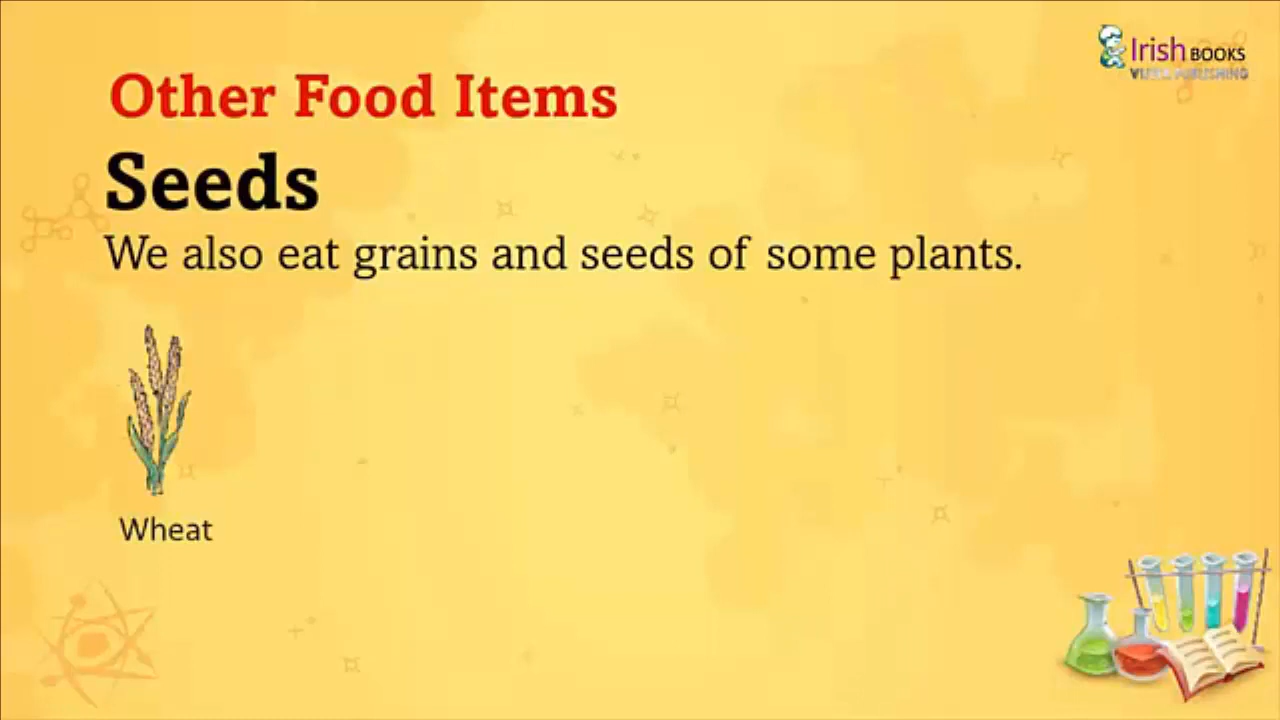 Irish BOOKS
Other Food Items
Seeds
We also eat grains and seeds of some plants.
Wheat